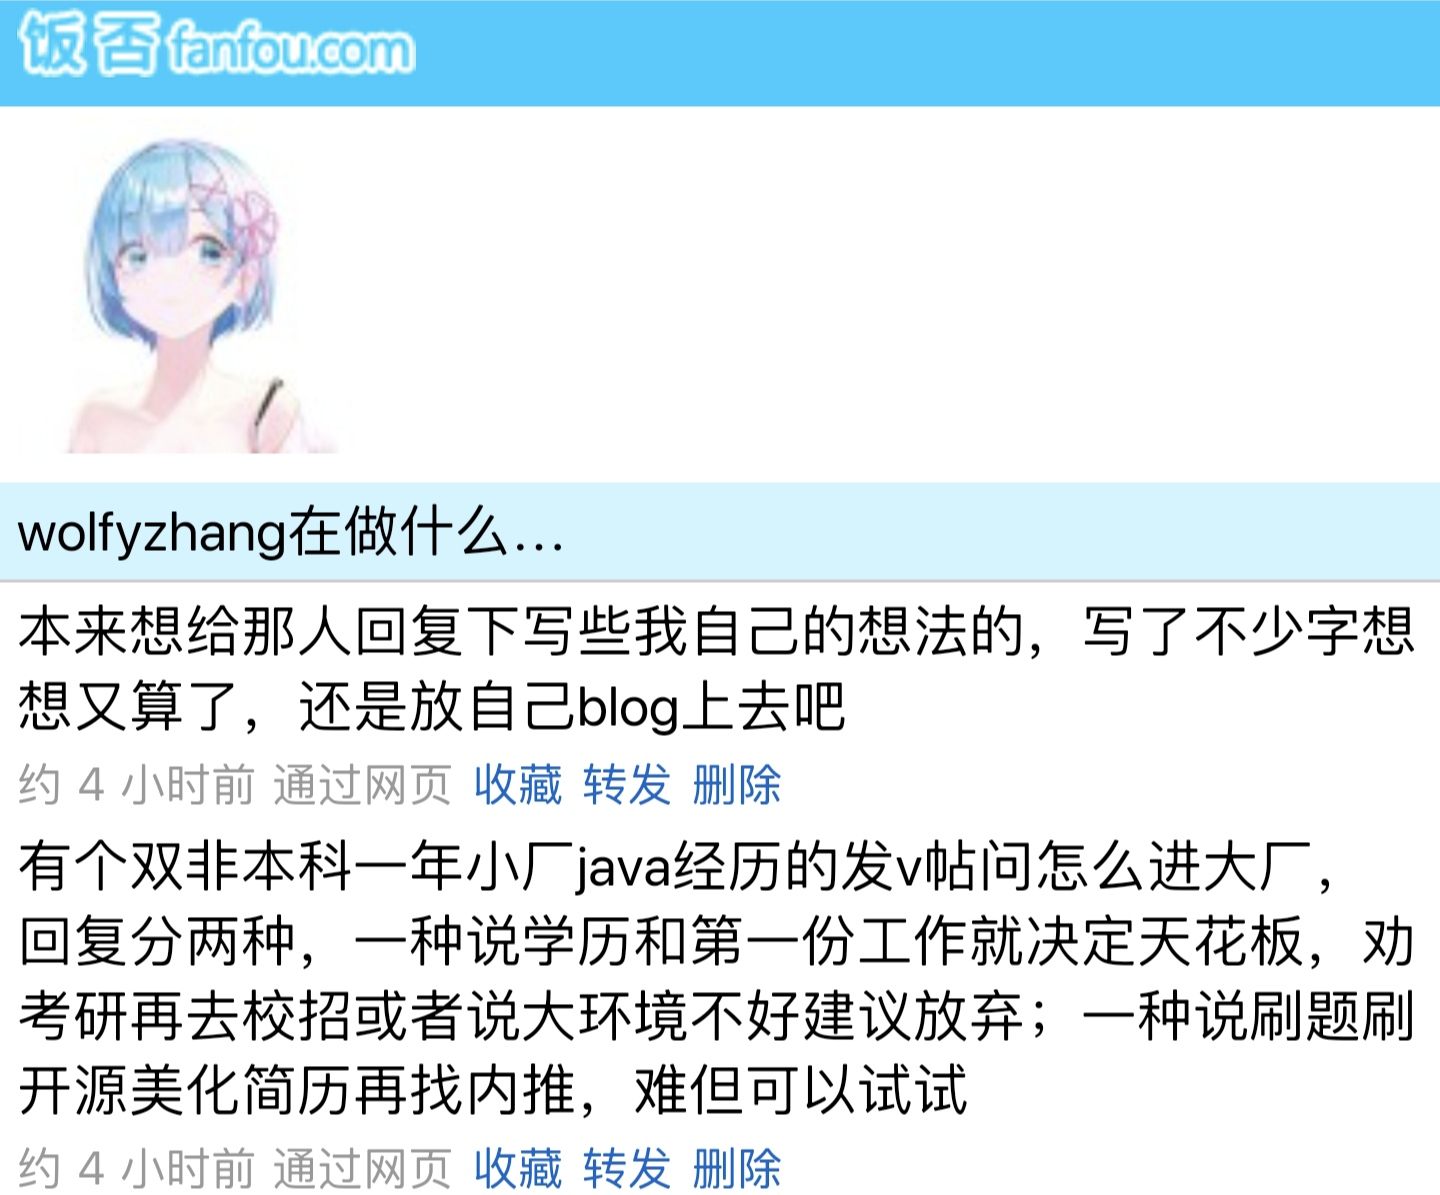 饭否fanfou.com
wolfyzhang在做什么...
本来想给那人回复下写些我自己的想法的，写了不少字想
想又算了，还是放自己blog上去吧
约 4 小时前 通过网页 收藏 转发 删除
有个双非本科一年小厂java经历的发v帖问怎么进大厂，
回复分两种，一种说学历和第一份工作就决定天花板，劝
考研再去校招或者说大环境不好建议放弃；一种说刷题刷
开源美化简历再找内推，难但可以试试
约 4 小时前 通过网页 收藏 转发 删除